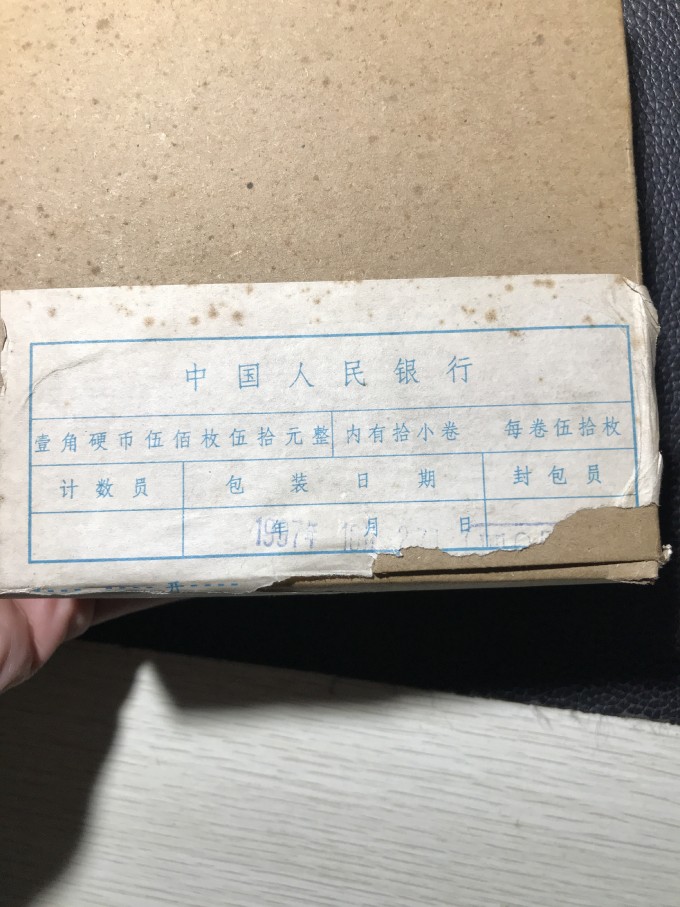 中国人民银行
壹角硬币伍佰枚伍拾元整 内有拾小卷 每卷伍拾枚
计数员 包装日期 封包员
年 月 日
开